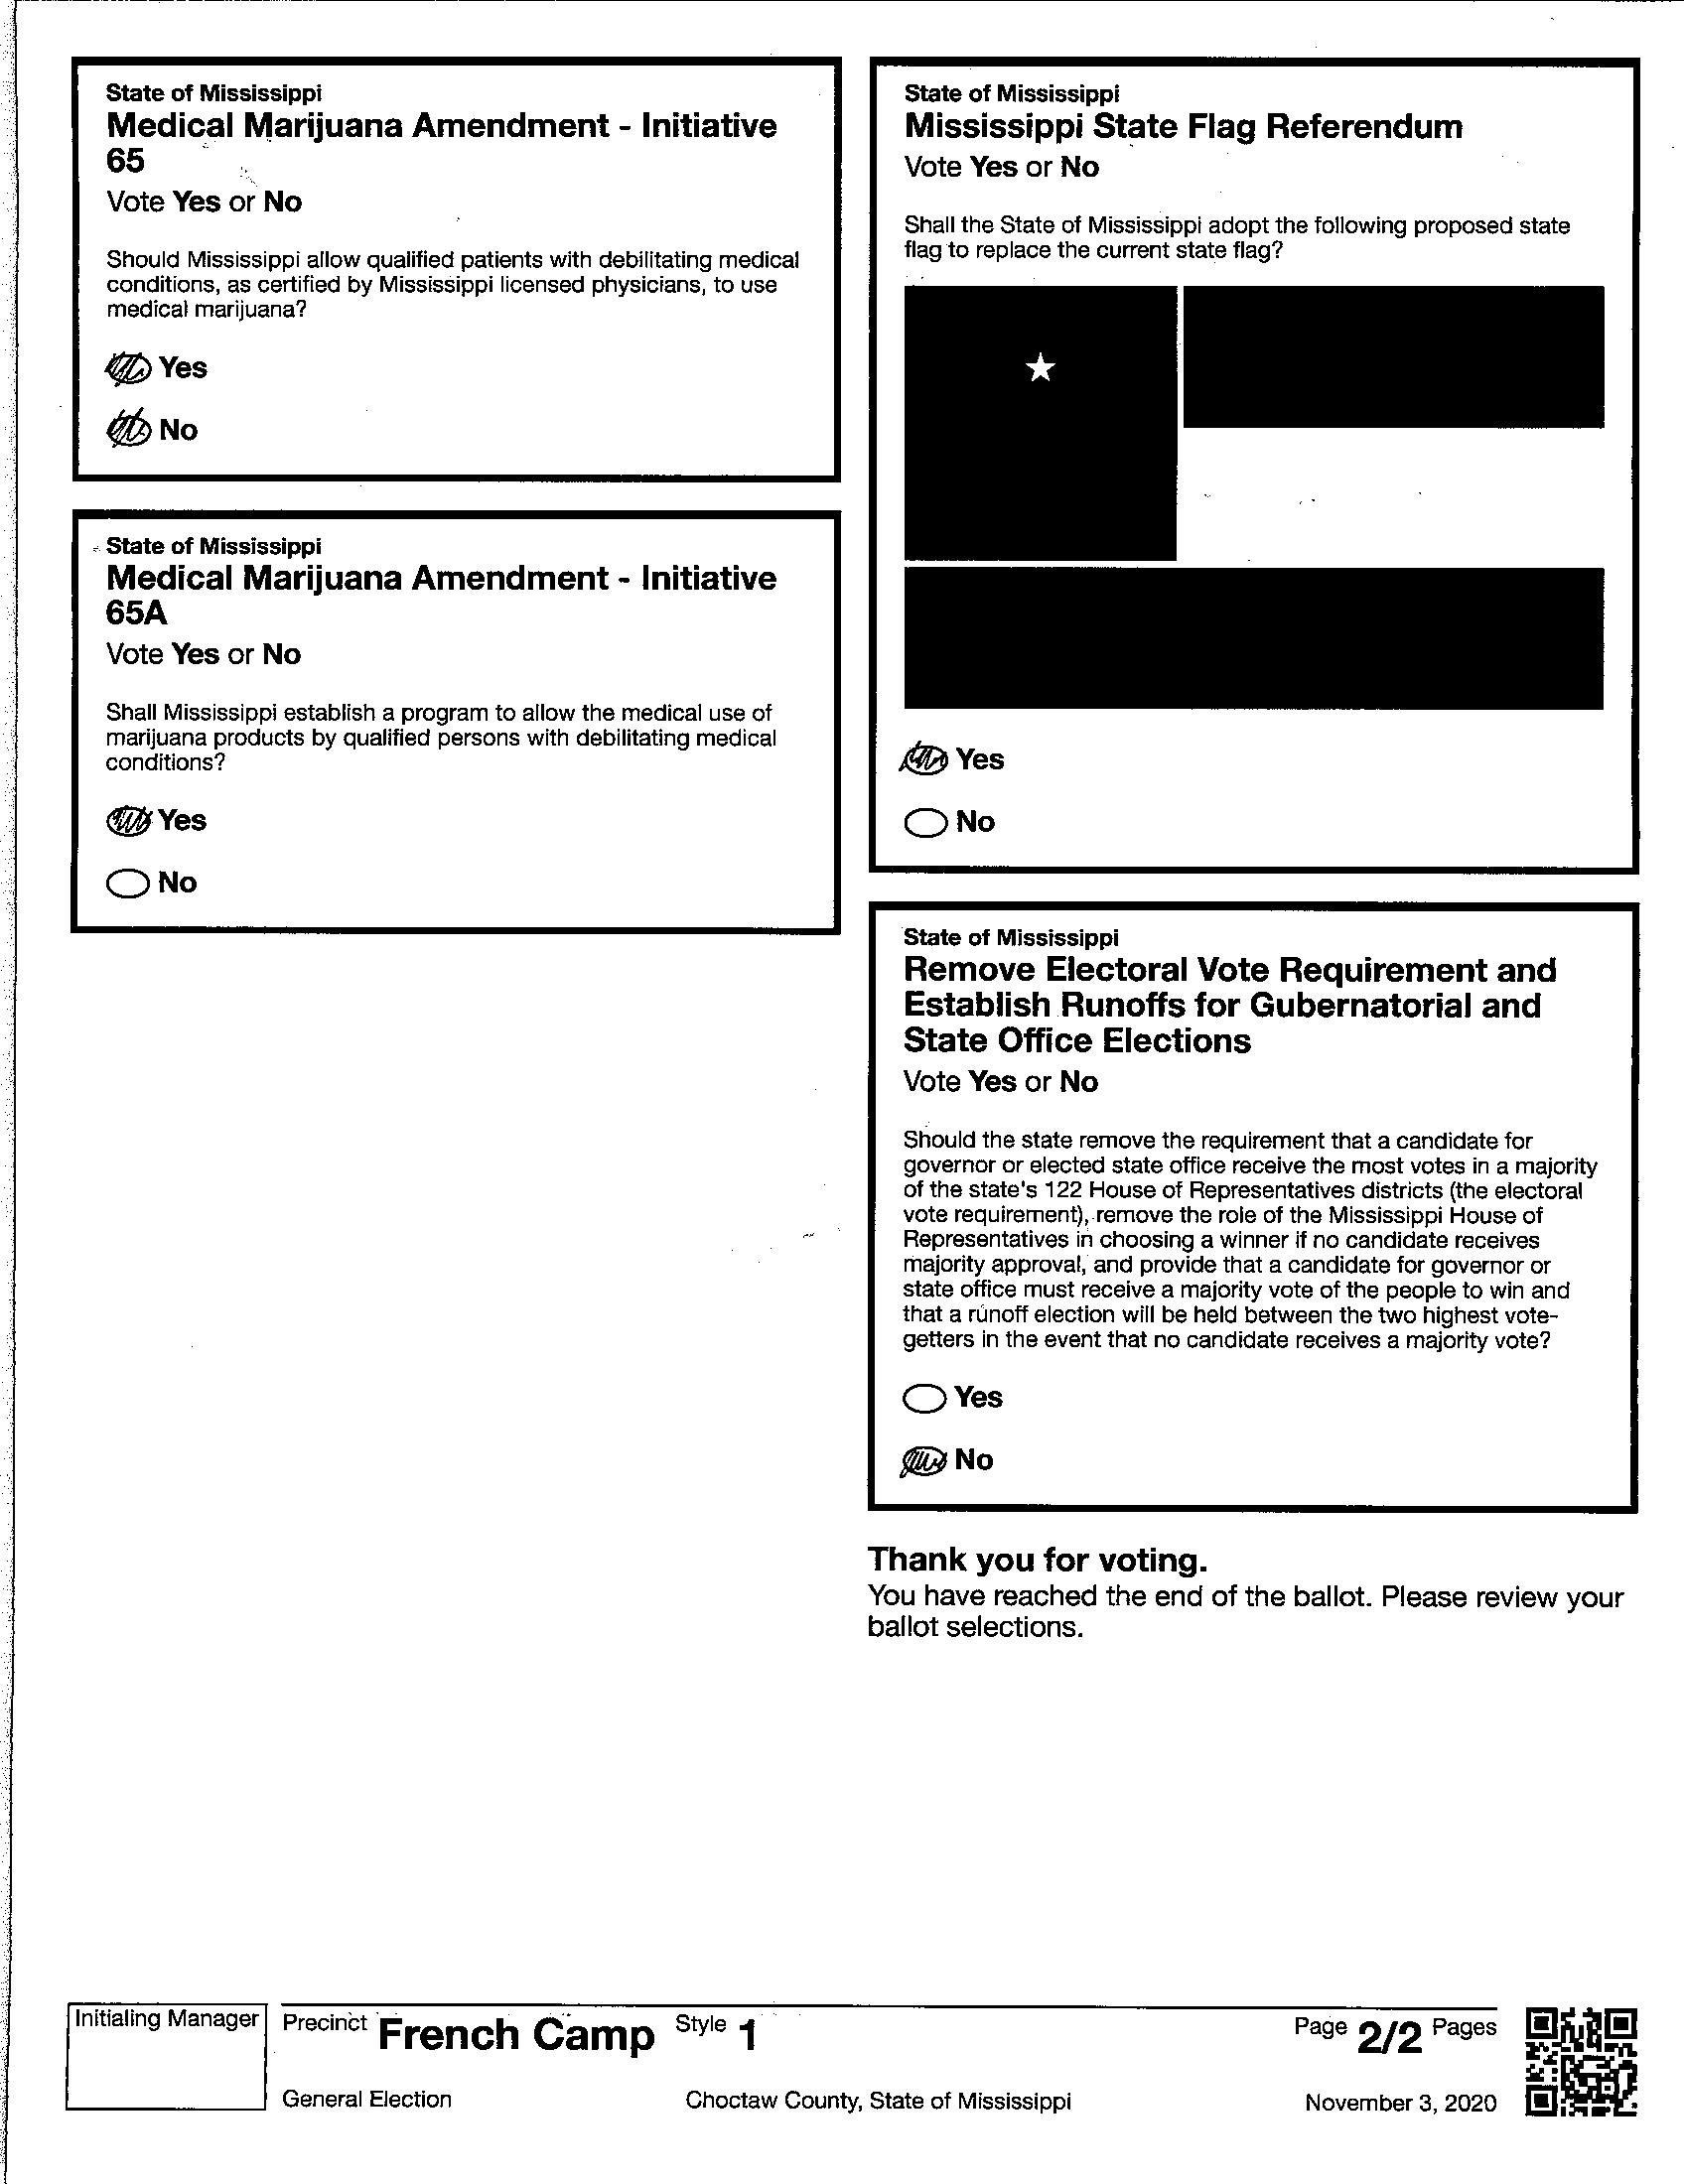 State of Mississippi
Medical Marijuana Amendment - Initiative
65
Vote Yes or No
Should Mississippi allow qualified patients with debilitating medical
conditions, as certified by Mississippi licensed physicians, to use
medical marijuana?
Yes
No
State of Mississippi
Medical Marijuana Amendment - Initiative
65A
Vote Yes or No
Shall Mississippi establish a program to allow the medical use of
marijuana products by qualified persons with debilitating medical
conditions?
Yes
No
State of Mississippi
Mississippi State Flag Referendum
Vote Yes or No
Shall the State of Mississippi adopt the following proposed state
flag to replace the current state flag?
Yes
No
State of Mississippi
Remove Electoral Vote Requirement and
Establish Runoffs for Gubernatorial and
State Office Elections
Vote Yes or No
Should the state remove the requirement that a candidate for
governor or elected state office receive the most votes in a majority
of the state's 122 House of Representatives districts (the electoral
vote requirement), remove the role of the Mississippi House of
Representatives in choosing a winner if no candidate receives
majority approval, and provide that a candidate for governor or
state office must receive a majority vote of the people to win and
that a runoff election will be held between the two highest vote-
getters in the event that no candidate receives a majority vote?
Yes
No
Thank you for voting.
You have reached the end of the ballot. Please review your
ballot selections.
Initialing Manager
Precinct French Camp Style 1 Page 2/2 Pages
General Election Choctaw County, State of Mississippi November 3, 2020